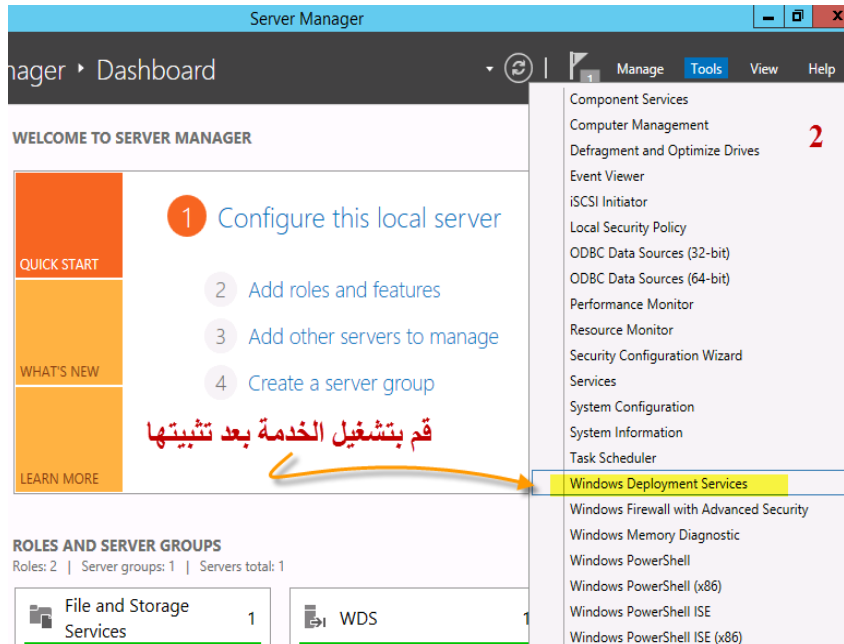 Server Manager
nager ‣ Dashboard
1
Manage Tools View Help
WELCOME TO SERVER MANAGER
QUICK START
WHAT'S NEW
LEARN MORE
1 Configure this local server
2 Add roles and features
3 Add other servers to manage
4 Create a server group
قم بتشغيل الخدمة بعد تثبيتها
ROLES AND SERVER GROUPS
Roles: 2 | Server groups: 1 | Servers total: 1
File and Storage
Services
1
WDS
1
2
Component Services
Computer Management
Defragment and Optimize Drives
Event Viewer
iSCSI Initiator
Local Security Policy
ODBC Data Sources (32-bit)
ODBC Data Sources (64-bit)
Performance Monitor
Resource Monitor
Security Configuration Wizard
Services
System Configuration
System Information
Task Scheduler
Windows Deployment Services
Windows Firewall with Advanced Security
Windows Memory Diagnostic
Windows PowerShell
Windows PowerShell (x86)
Windows PowerShell ISE
Windows PowerShell ISE (x86)